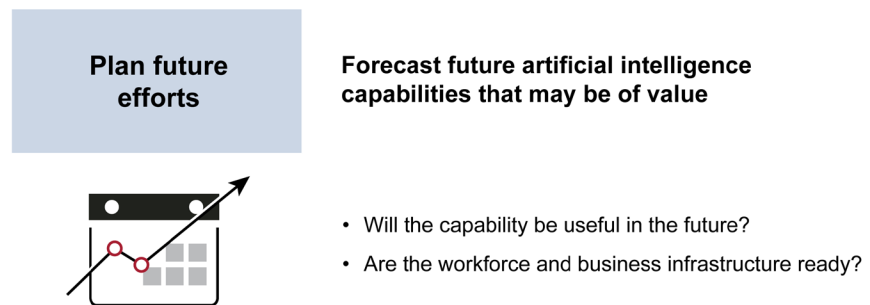 Plan future
efforts
Forecast future artificial intelligence
capabilities that may be of value
• Will the capability be useful in the future?
• Are the workforce and business infrastructure ready?